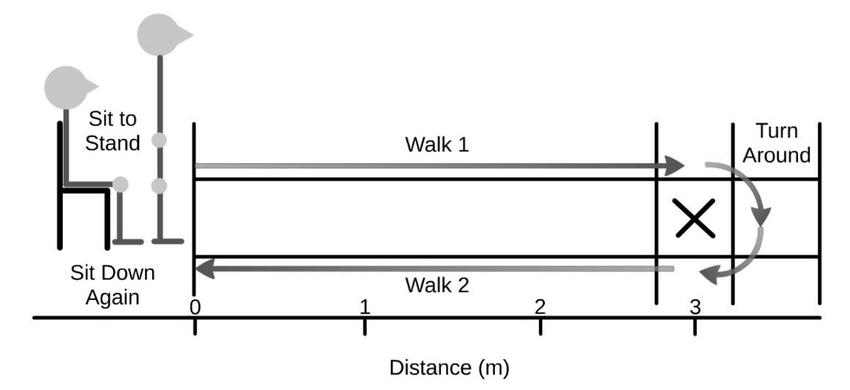 Sit to
Stand
Walk 1
Turn
Around
Sit Down
Again
Walk 2
0
1
2
3
Distance (m)